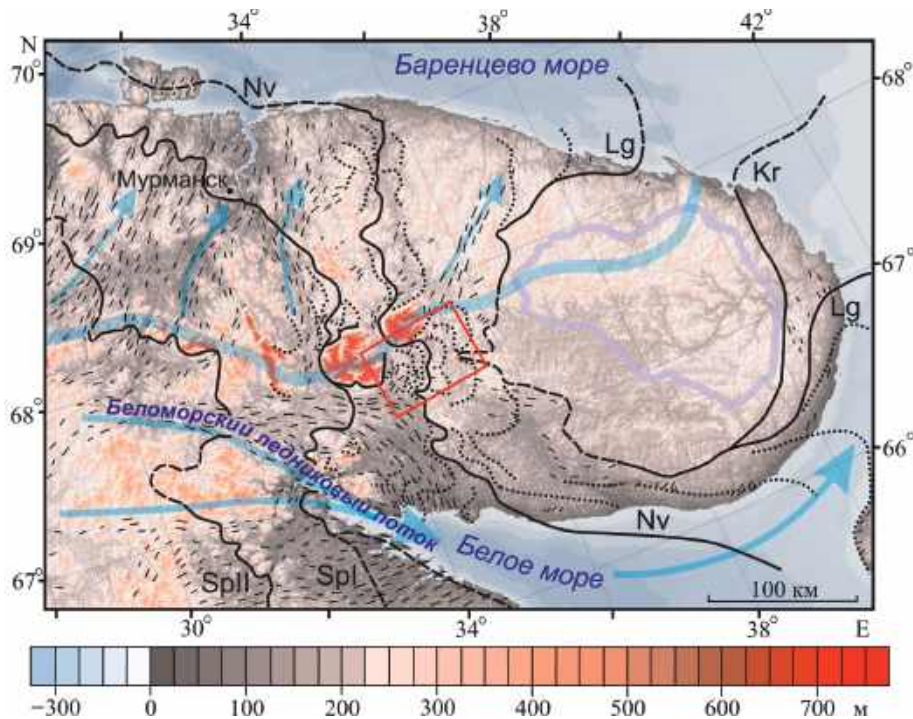 34° 38° 42°
N
70°
Nv
Баренцево море
68°
Lg
Kr
Мурманск
69°
67°
Lg
68°
Беломорский ледниковый поток
66°
Nv
Белое море
SpII
SpI
67°
100 км
30° 34° 38° E
−300 0 100 200 300 400 500 600 700 м